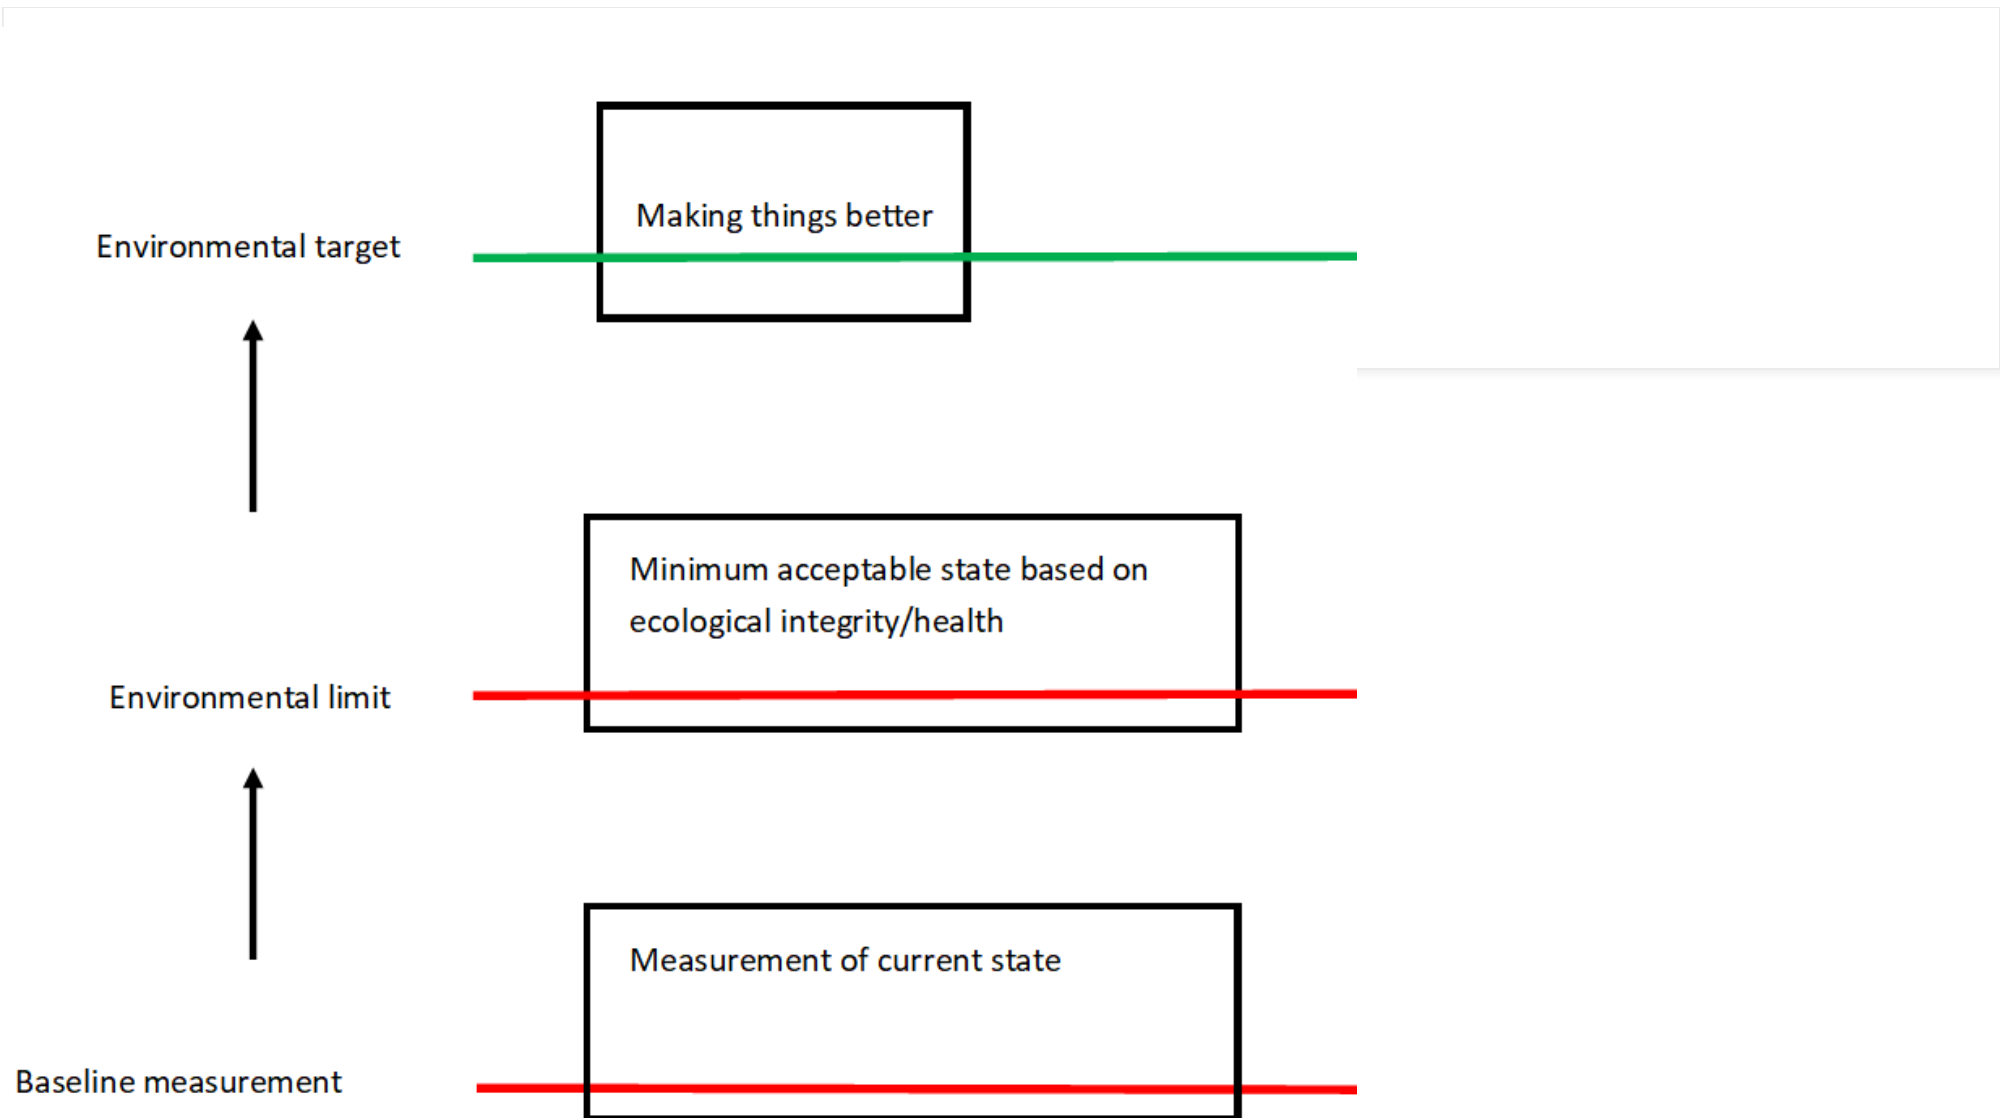 Making things better
Environmental target
Minimum acceptable state based on
ecological integrity/health
Environmental limit
Measurement of current state
Baseline measurement